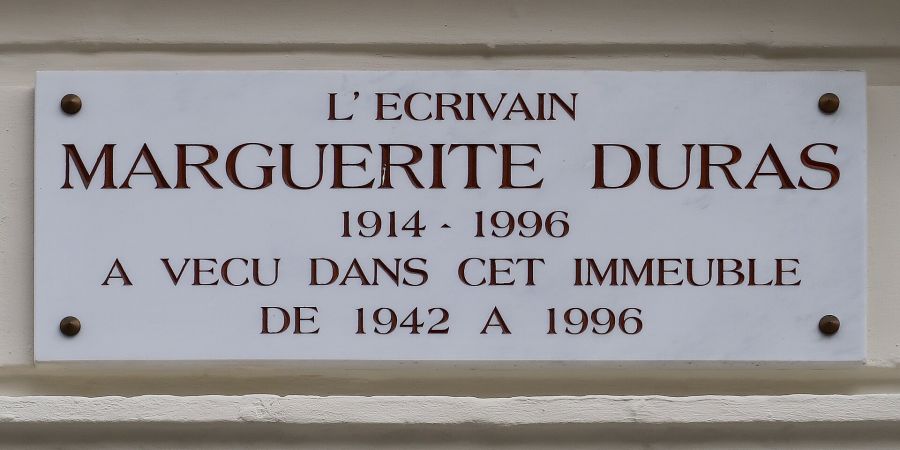 L' ECRIVAIN
MARGUERITE DURAS
1914 - 1996
A VECU DANS CET IMMEUBLE
DE 1942 A 1996